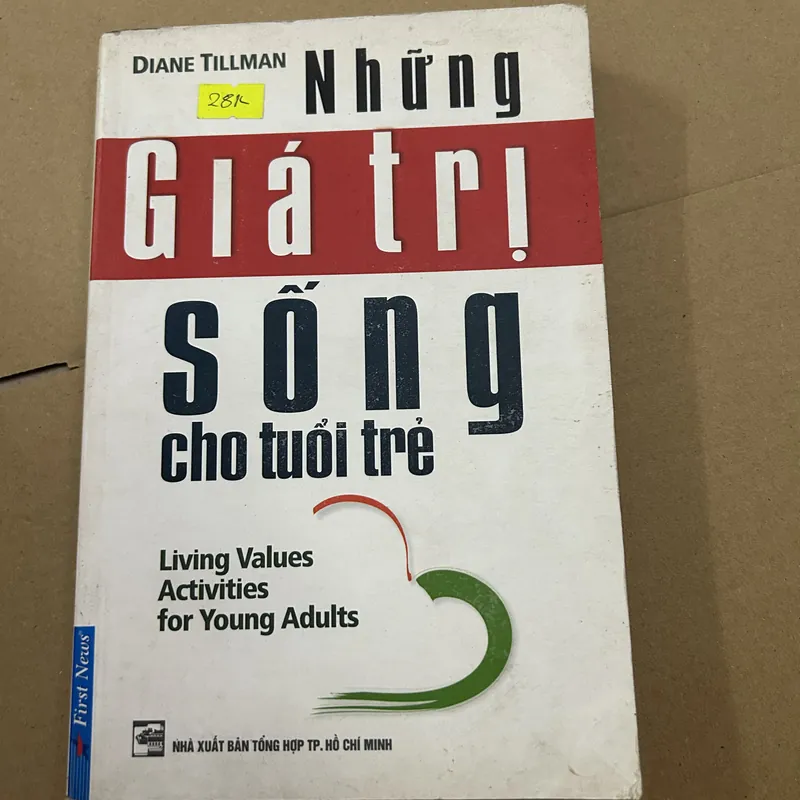 DIANE TILLMAN
28K
Những
Giá trị
sống
cho tuổi trẻ
Living Values
Activities
for Young Adults
First News
NHÀ XUẤT BẢN TỔNG HỢP TP. HỒ CHÍ MINH